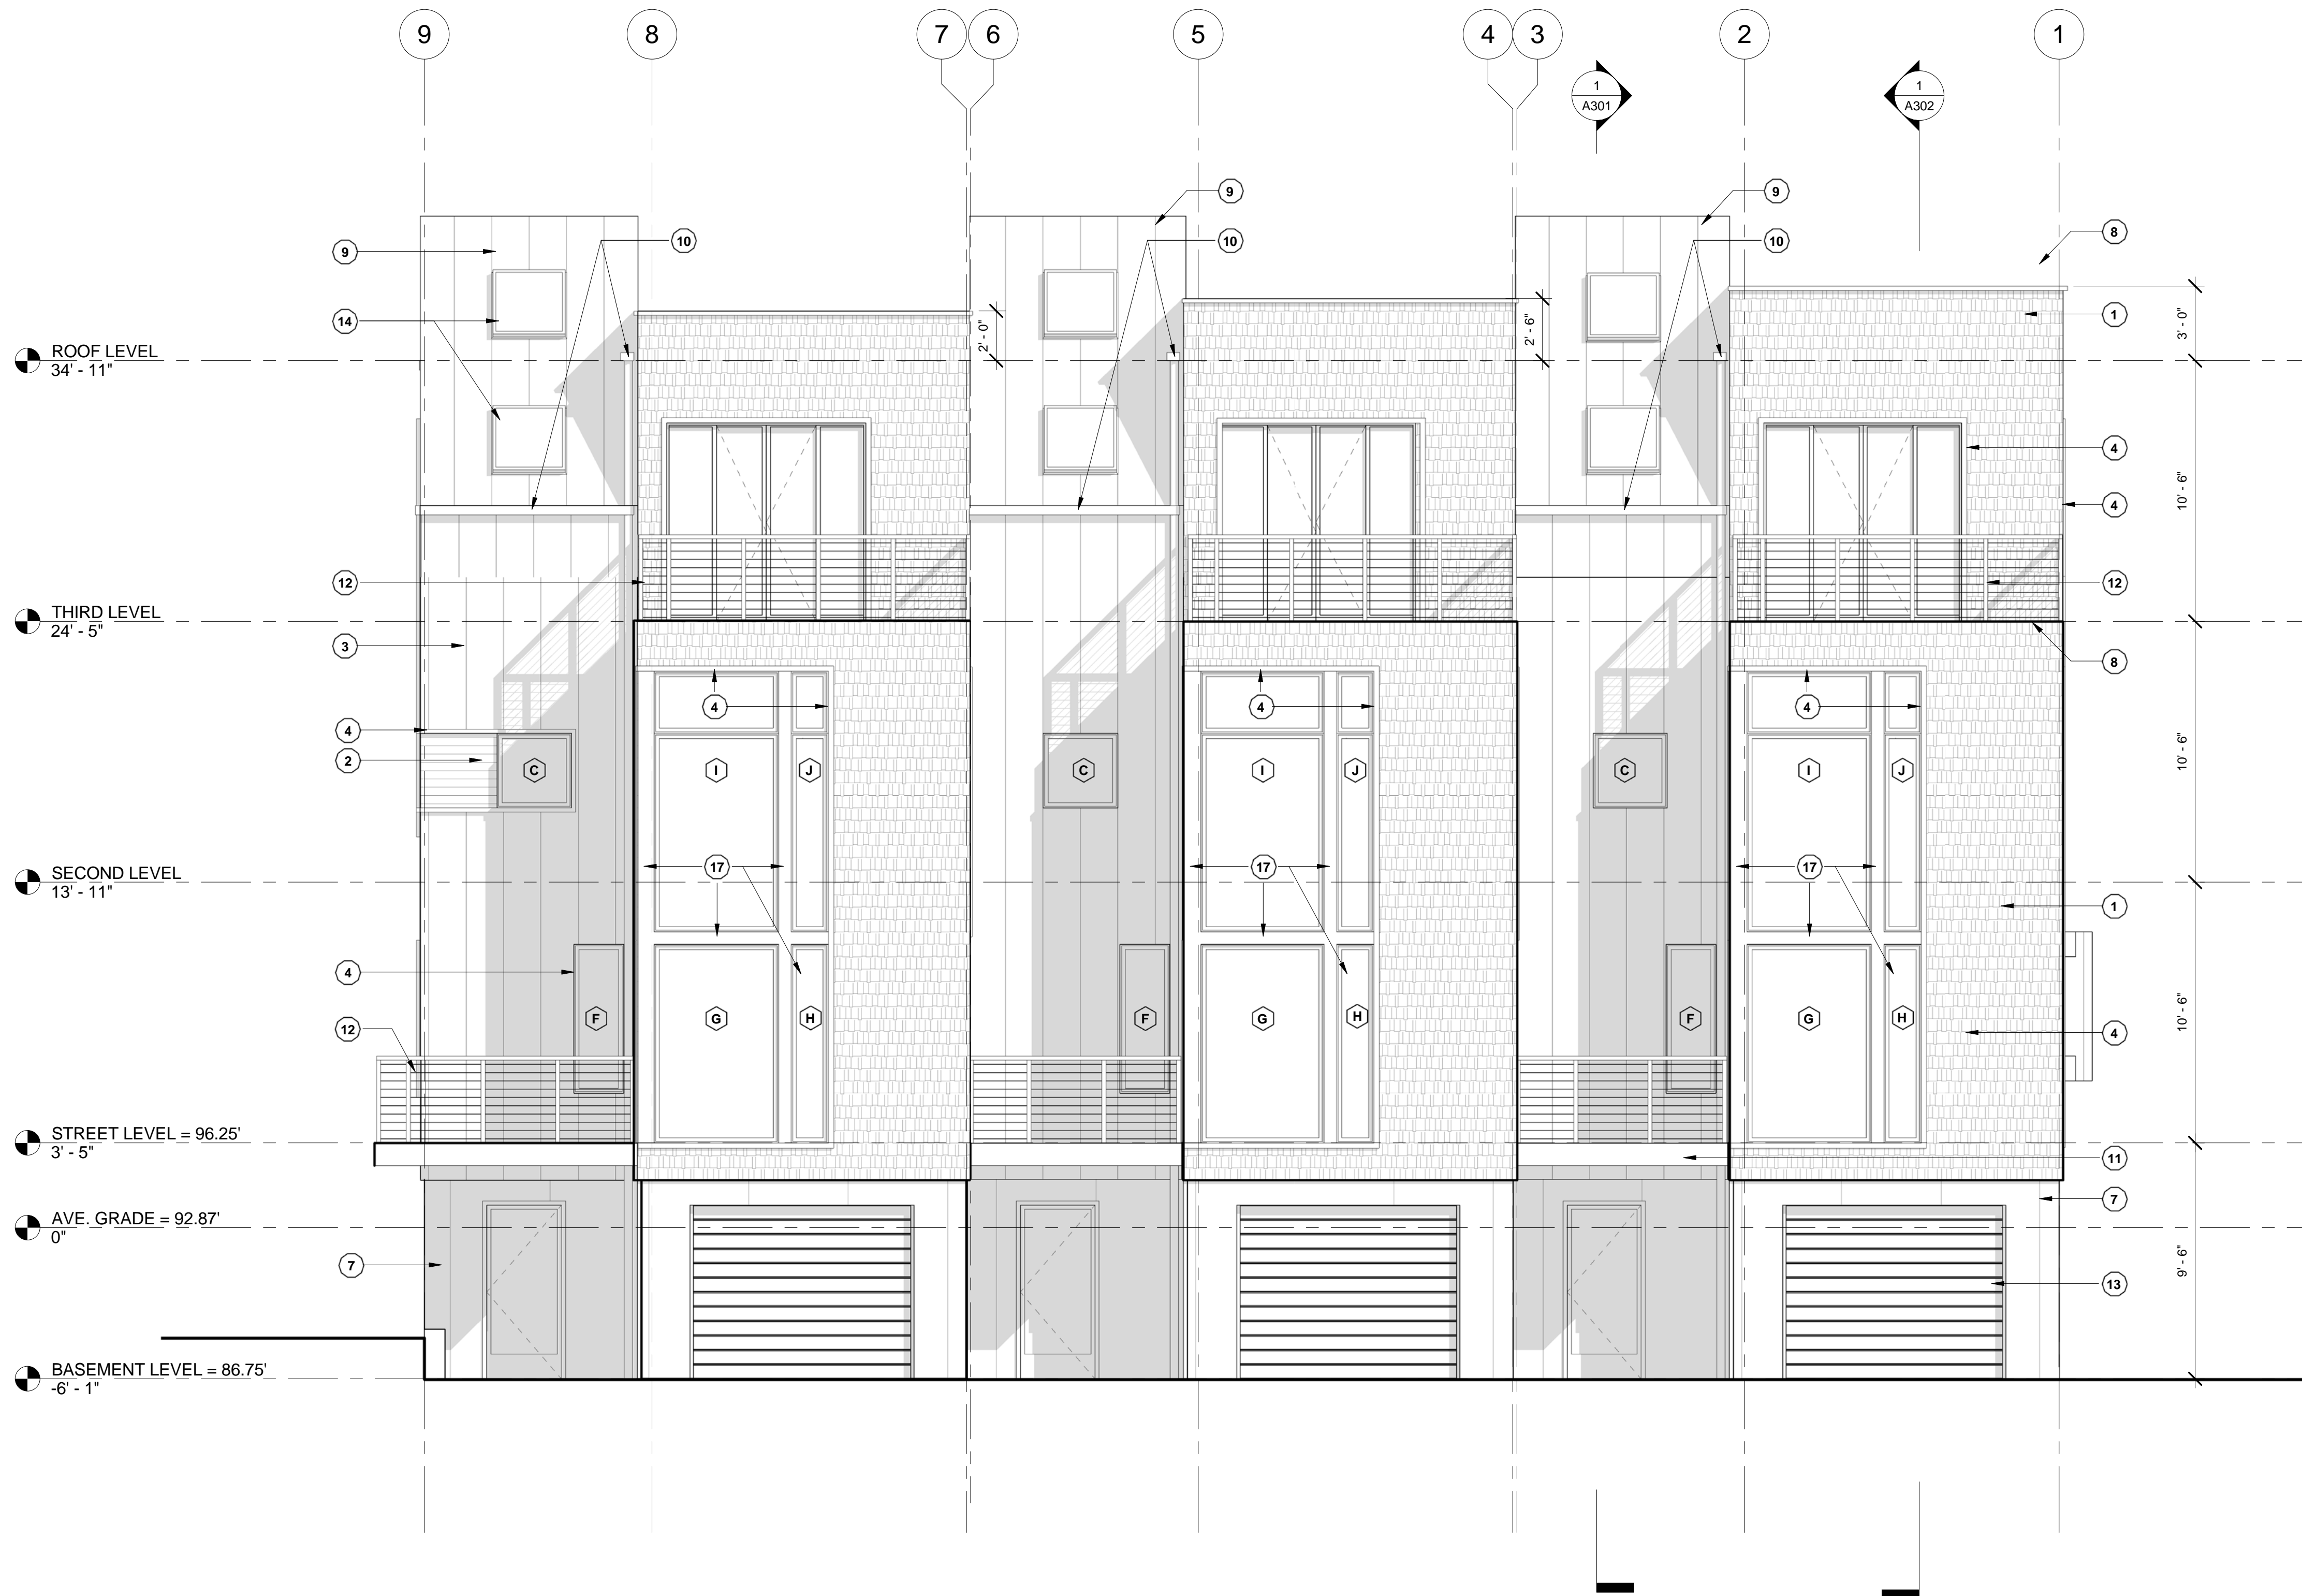 9
8
7
6
5
4
3
2
1
1
A301
1
A302
9
9
8
10
10
10
9
14
1
2' - 0"
2' - 6"
3' - 0"
ROOF LEVEL
34' - 11"
4
10' - 6"
4
12
12
THIRD LEVEL
24' - 5"
3
8
4
4
4
4
2
C
I
J
C
I
J
C
I
J
10' - 6"
17
17
17
SECOND LEVEL
13' - 11"
1
4
F
G
H
F
G
H
F
G
H
10' - 6"
12
4
STREET LEVEL = 96.25'
3' - 5"
11
7
AVE. GRADE = 92.87'
0"
7
9' - 6"
13
BASEMENT LEVEL = 86.75'
-6' - 1"